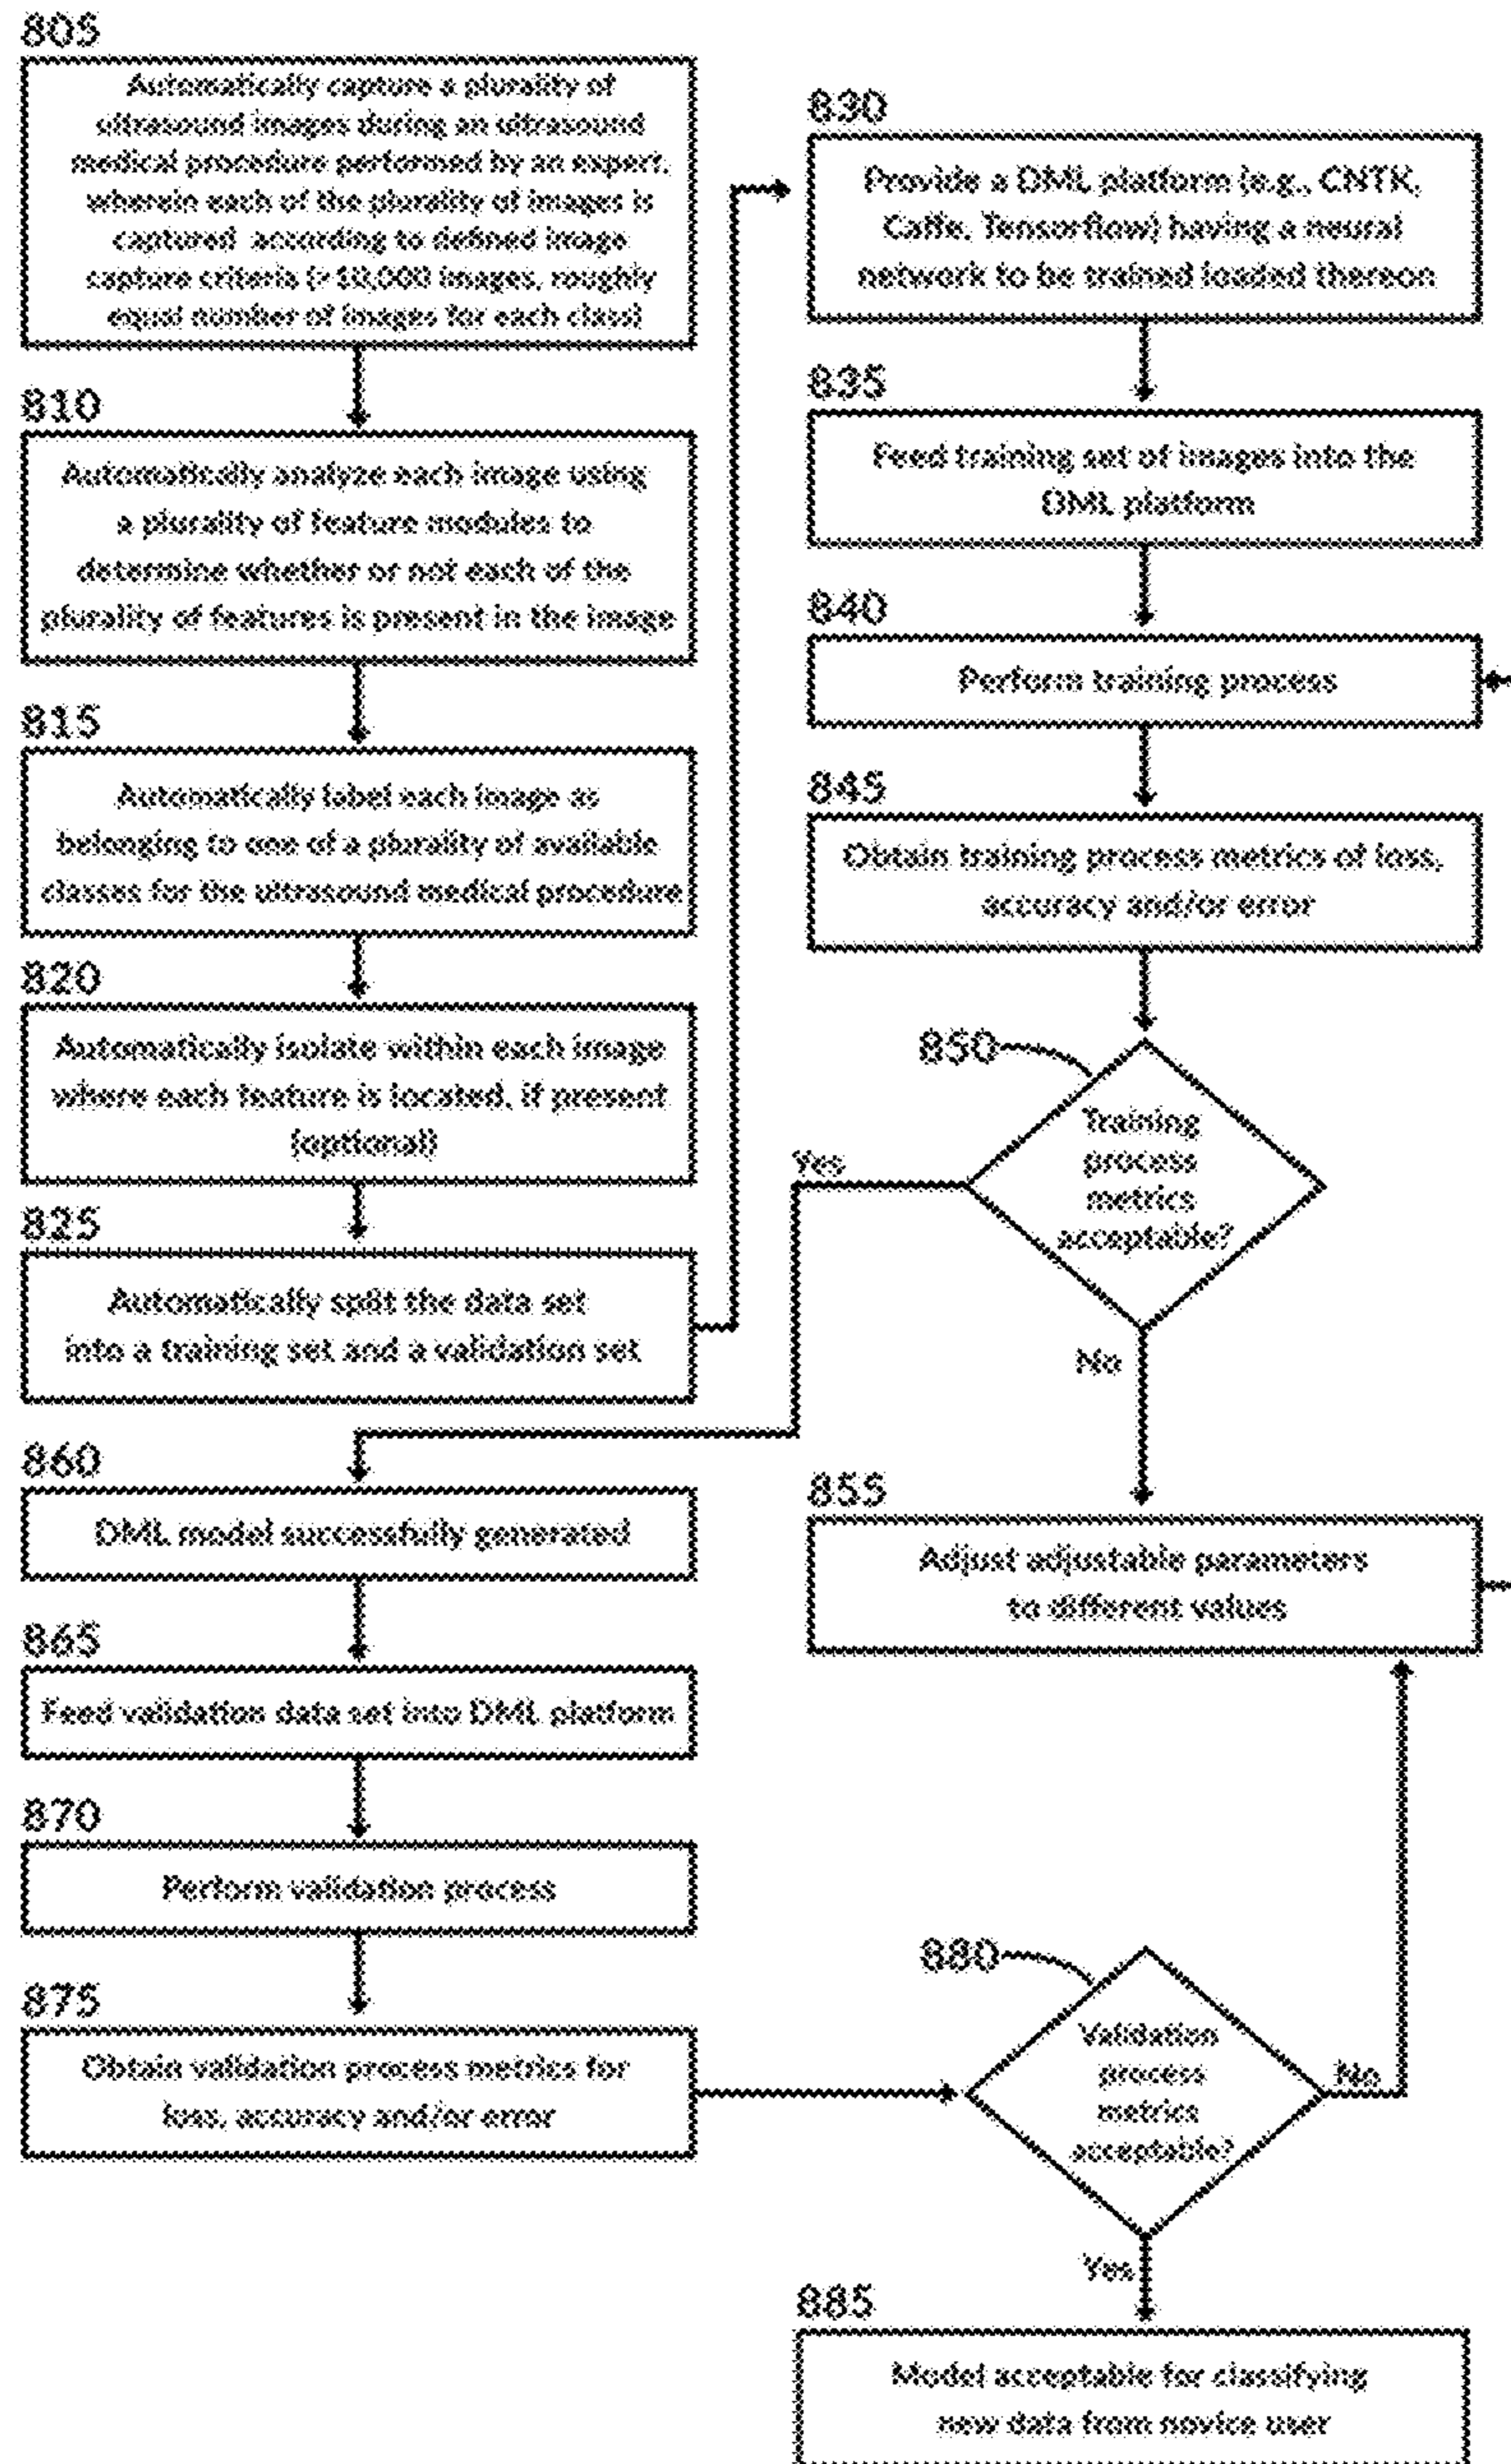 805
Automatically capture a plurality of
ultrasound images during an ultrasound
medical procedure performed by an expert,
wherein each of the plurality of images is
captured according to defined image
capture criteria (>10,000 images, roughly
equal number of images for each class)
810
Automatically analyze each image using
a plurality of feature modules to
determine whether or not each of the
plurality of features is present in the image
815
Automatically label each image as
belonging to one of a plurality of available
classes for the ultrasound medical procedure
820
Automatically isolate within each image
where each feature is located, if present
(optional)
825
Automatically split the data set
into a training set and a validation set
830
Provide a DML platform (e.g., CNTK,
Caffe, Tensorflow) having a neural
network to be trained loaded thereon
835
Feed training set of images into the
DML platform
840
Perform training process
845
Obtain training process metrics of loss,
accuracy and/or error
850
Training
process
metrics
acceptable?
Yes
No
855
Adjust adjustable parameters
to different values
860
DML model successfully generated
865
Feed validation data set into DML platform
870
Perform validation process
875
Obtain validation process metrics for
loss, accuracy and/or error
880
Validation
process
metrics
acceptable?
No
Yes
885
Model acceptable for classifying
new data from novice user